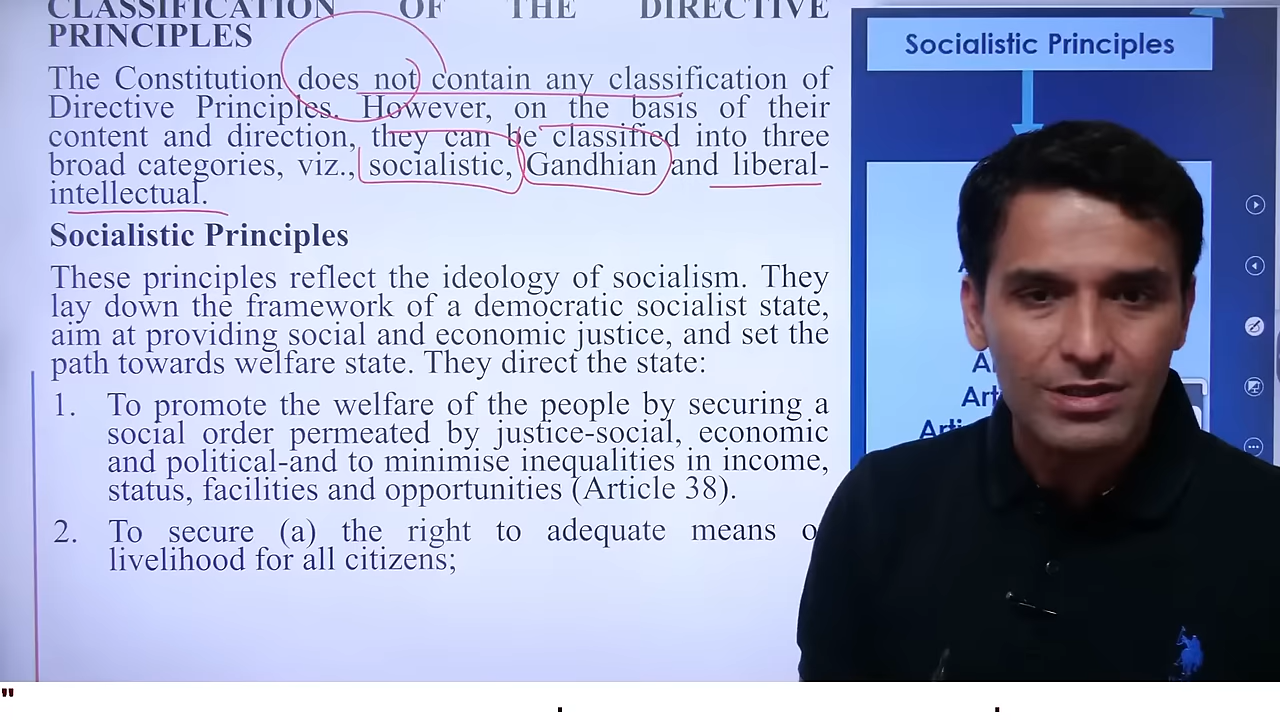 CLASSIFICATION OF THE DIRECTIVE
PRINCIPLES
The Constitution does not contain any classification of
Directive Principles. However, on the basis of their
content and direction, they can be classified into three
broad categories, viz., socialistic, Gandhian and liberal-
intellectual.
Socialistic Principles
These principles reflect the ideology of socialism. They
lay down the framework of a democratic socialist state,
aim at providing social and economic justice, and set the
path towards welfare state. They direct the state:
1. To promote the welfare of the people by securing a
social order permeated by justice-social, economic
and political-and to minimise inequalities in income,
status, facilities and opportunities (Article 38).
2. To secure (a) the right to adequate means
livelihood for all citizens;
Socialistic Principles